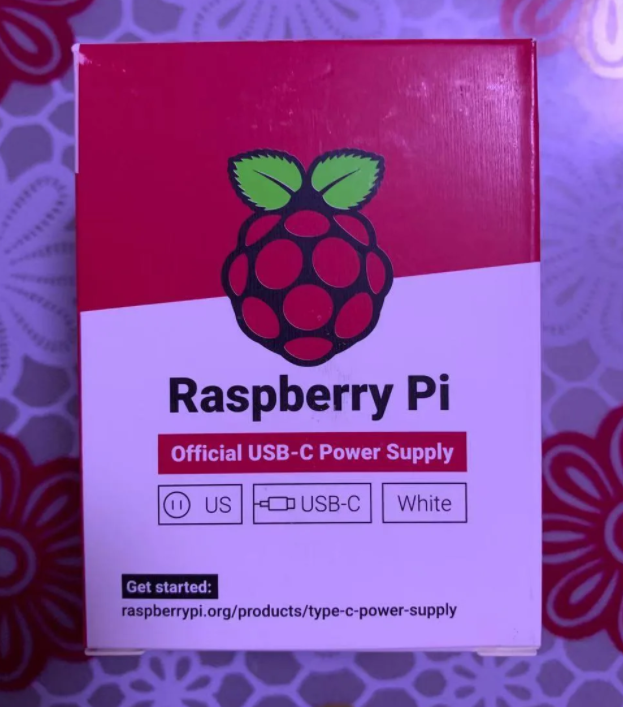 Raspberry Pi
Official USB-C Power Supply
US USB-C White
Get started:
raspberrypi.org/products/type-c-power-supply